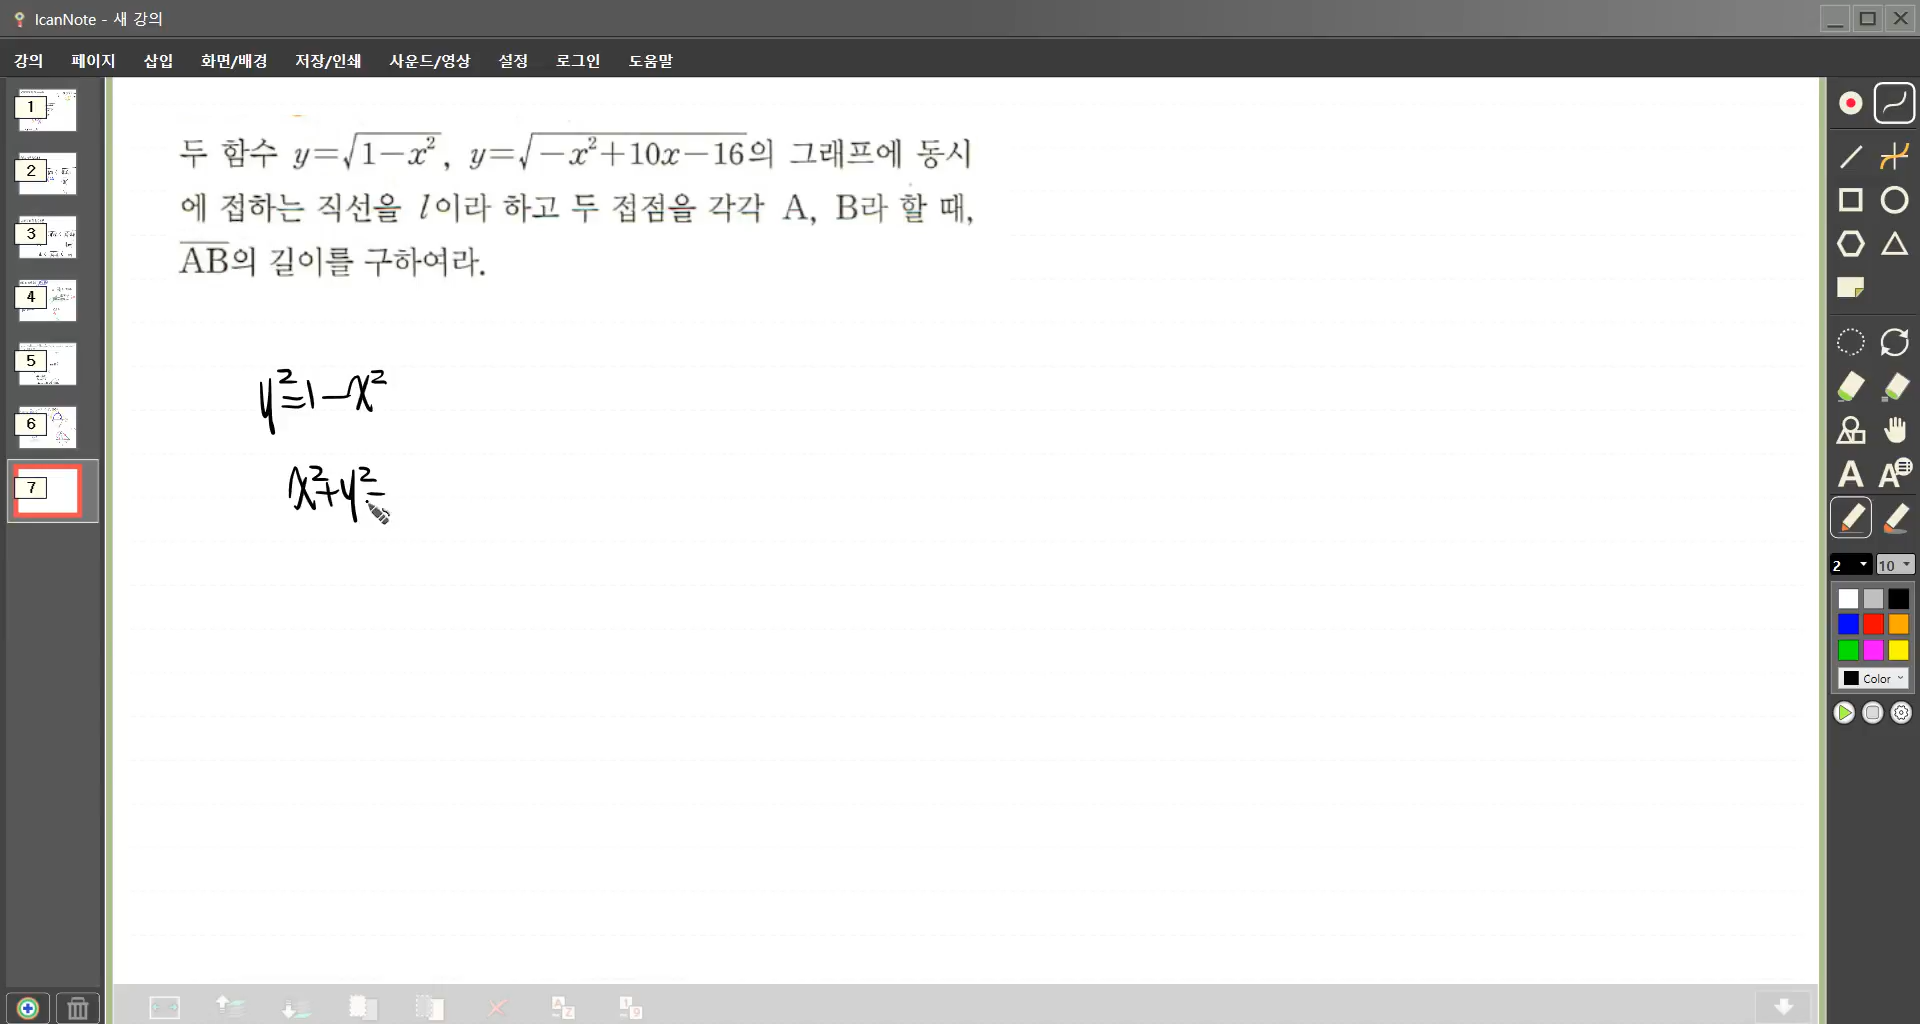 IcanNote - 새 강의
강의 페이지 삽입 화면/배경 저장/인쇄 사운드/영상 설정 로그인 도움말
1
2
3
4
5
6
7
두 함수 y=√1−x², y=√−x²+10x−16의 그래프에 동시
에 접하는 직선을 l이라 하고 두 접점을 각각 A, B라 할 때,
AB의 길이를 구하여라.
y²=1−x²
x²+y²=
2 10
Color